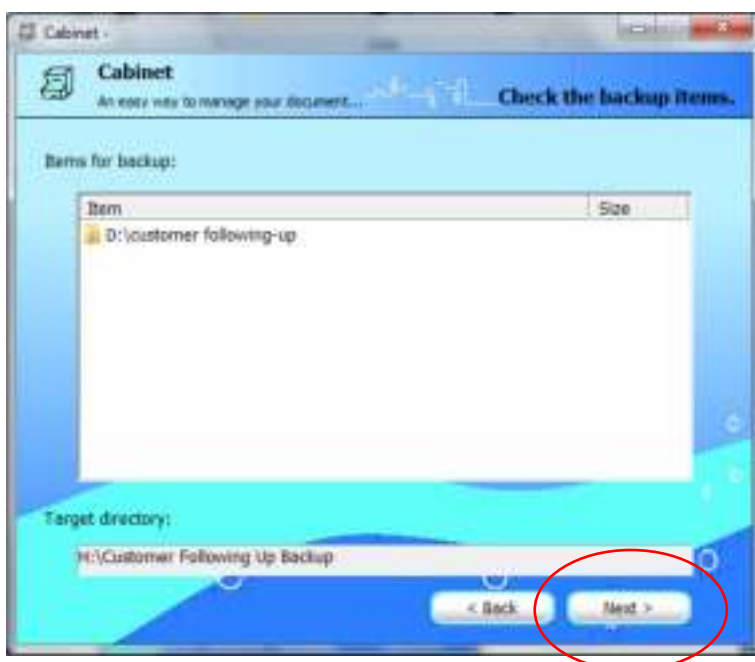 Cabinet -
Cabinet
An easy way to manage your document...
Check the backup items.
Items for backup:
Item Size
D:\customer following-up
Target directory:
H:\Customer Following Up Backup
< Back Next >